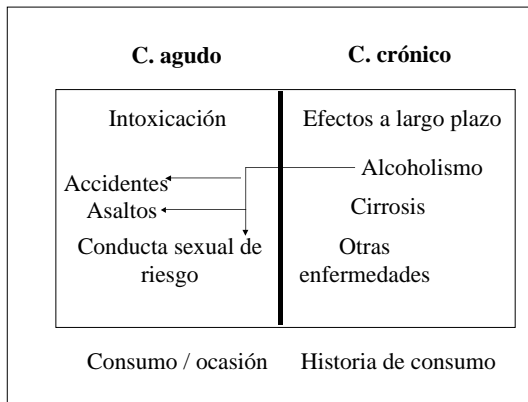 C. agudo
C. crónico
Intoxicación
Efectos a largo plazo
Accidentes
Asaltos
Conducta sexual de
riesgo
Alcoholismo
Cirrosis
Otras
enfermedades
Consumo / ocasión
Historia de consumo